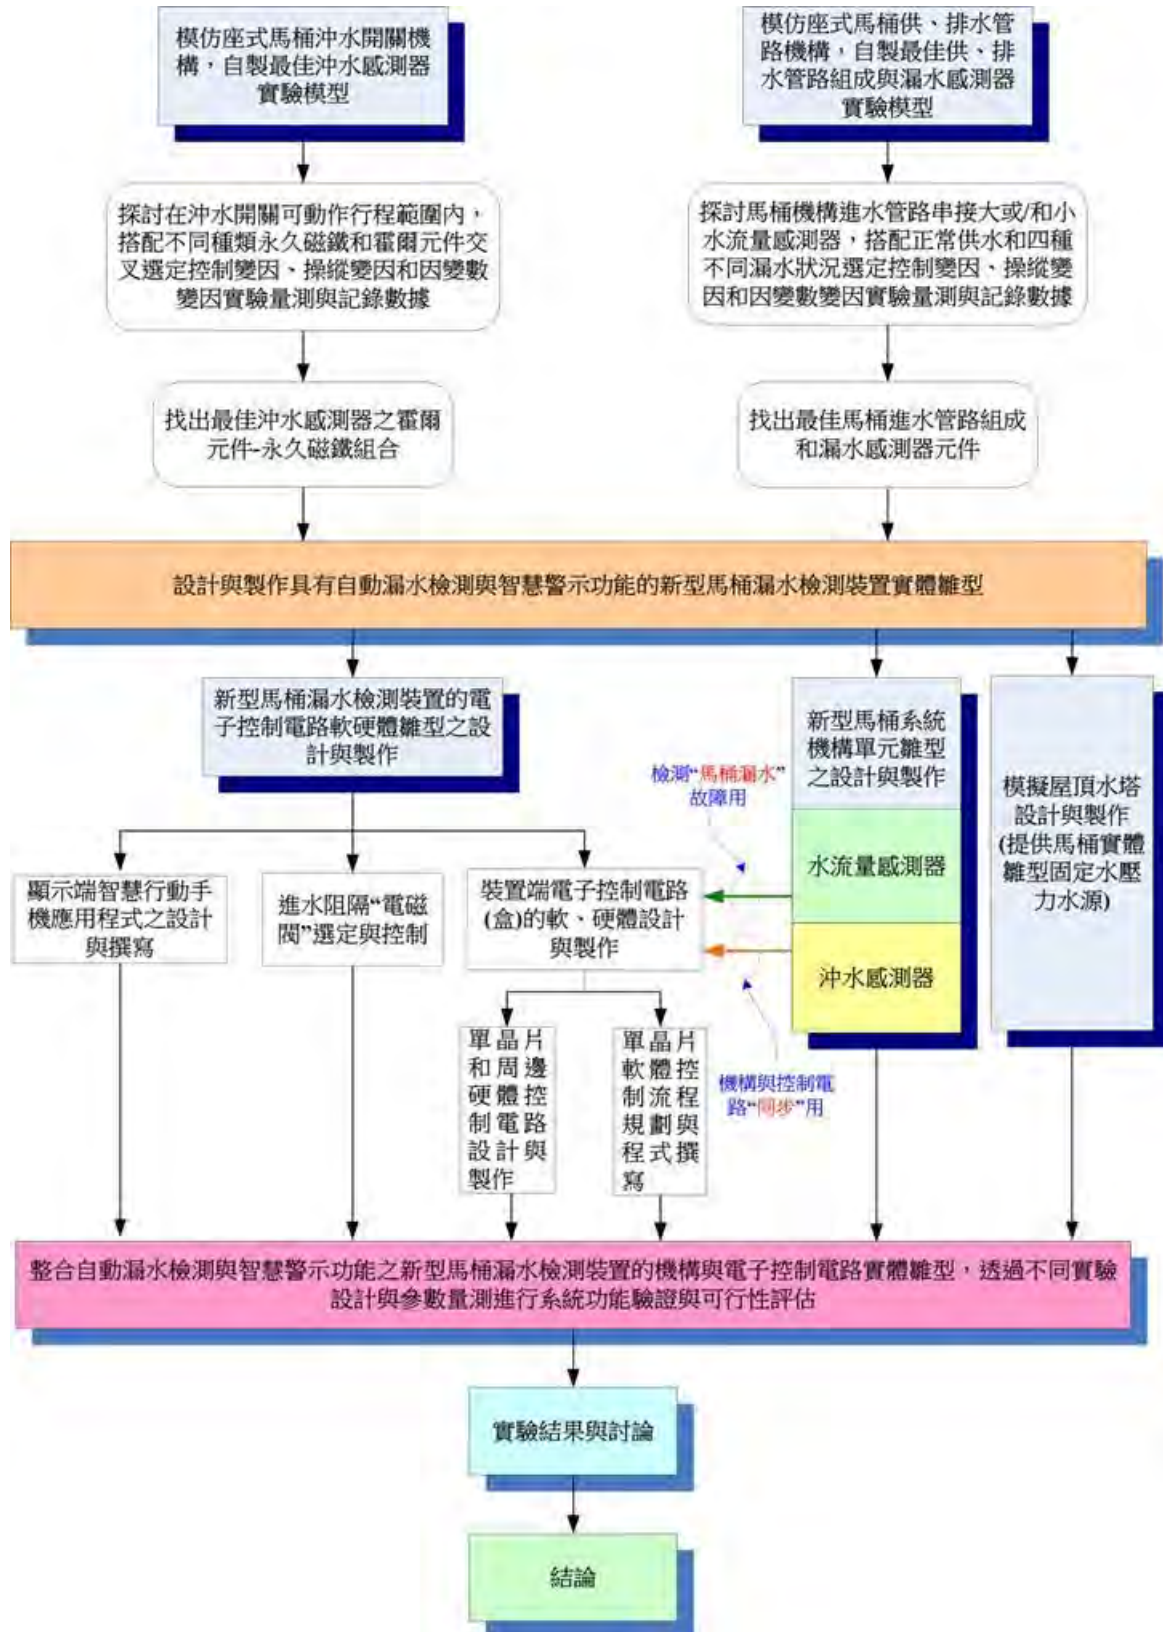 模仿座式馬桶沖水開關機
構，自製最佳沖水感測器
實驗模型
模仿座式馬桶供、排水管
路機構，自製最佳供、排
水管路組成與漏水感測器
實驗模型
探討在沖水開關可動作行程範圍內，
搭配不同種類永久磁鐵和霍爾元件交
叉選定控制變因、操縱變因和因變數
變因實驗量測與記錄數據
探討馬桶機構進水管路串接大或/和小
水流量感測器，搭配正常供水和四種
不同漏水狀況選定控制變因、操縱變
因和因變數變因實驗量測與記錄數據
找出最佳沖水感測器之霍爾
元件-永久磁鐵組合
找出最佳馬桶進水管路組成
和漏水感測器元件
設計與製作具有自動漏水檢測與智慧警示功能的新型馬桶漏水檢測裝置實體雛型
新型馬桶漏水檢測裝置的電
子控制電路軟硬體雛型之設
計與製作
新型馬桶系統
機構單元雛型
之設計與製作
檢測“馬桶漏水”
故障用
模擬屋頂水塔
設計與製作
(提供馬桶實體
雛型固定水壓
力水源)
顯示端智慧行動手
機應用程式之設計
與撰寫
進水阻隔“電磁
閥”選定與控制
裝置端電子控制電路
(盒)的軟、硬體設計
與製作
水流量感測器
沖水感測器
單晶片
和周邊
硬體控
制電路
設計與
製作
單晶片
軟體控
制流程
規劃與
程式撰
寫
機構與控制電
路“同步”用
整合自動漏水檢測與智慧警示功能之新型馬桶漏水檢測裝置的機構與電子控制電路實體雛型，透過不同實驗
設計與參數量測進行系統功能驗證與可行性評估
實驗結果與討論
結論